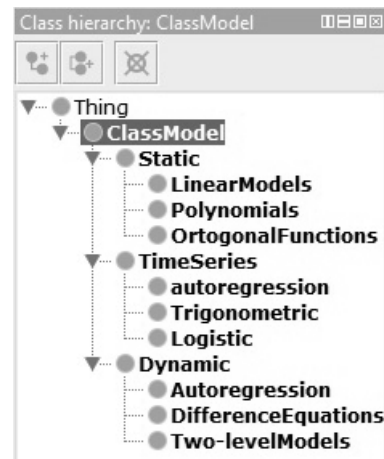 Class hierarchy: ClassModel
Thing
ClassModel
Static
LinearModels
Polynomials
OrtogonalFunctions
TimeSeries
autoregression
Trigonometric
Logistic
Dynamic
Autoregression
DifferenceEquations
Two-levelModels